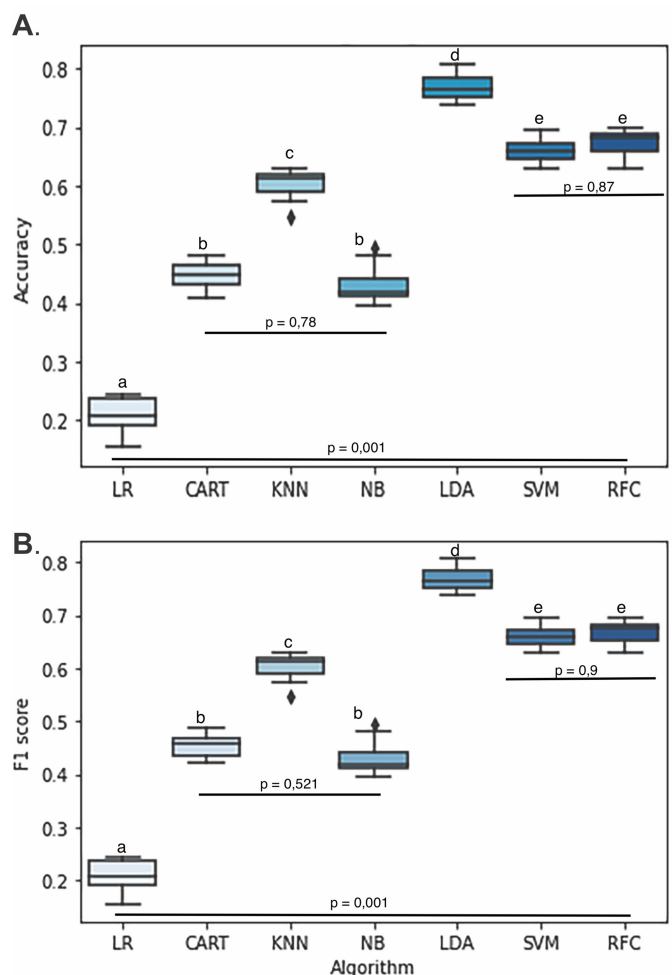 A.
Accuracy
0.8
0.7
0.6
0.5
0.4
0.3
0.2
a
b
c
b
d
e
e
p = 0,87
p = 0,78
p = 0,001
LR CART KNN NB LDA SVM RFC
B.
F1 score
0.8
0.7
0.6
0.5
0.4
0.3
0.2
a
b
c
b
d
e
e
p = 0,9
p = 0,521
p = 0,001
LR CART KNN NB LDA SVM RFC
Algorithm